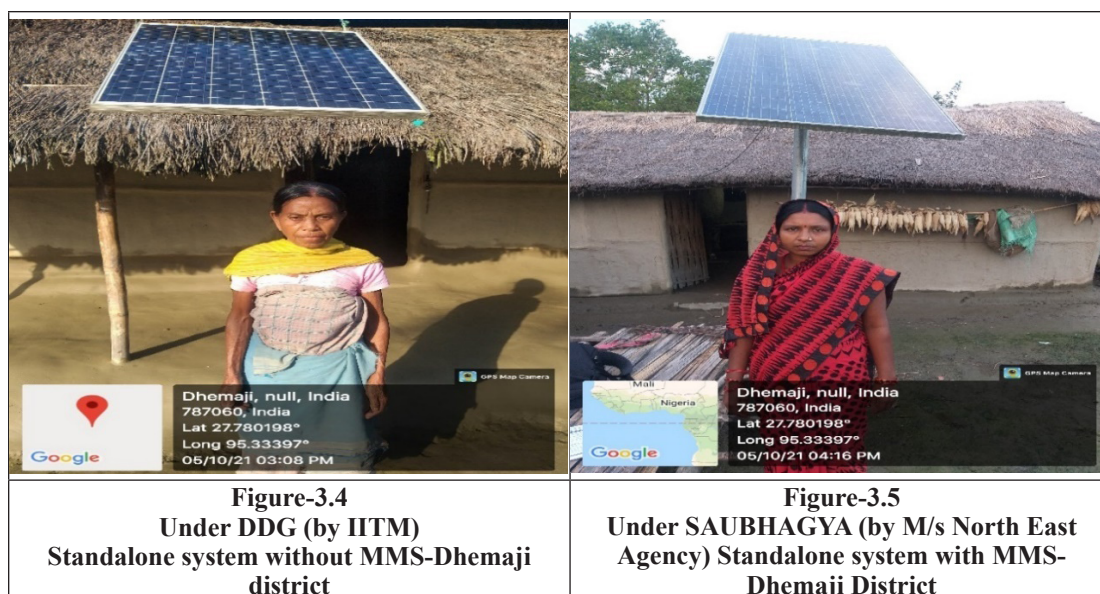 GPS Map Camera
Dhemaji, null, India
787060, India
Lat 27.780198°
Long 95.33397°
05/10/21 03:08 PM
Google
GPS Map Camera
Mali
Nigeria
Dhemaji, null, India
787060, India
Lat 27.780198°
Long 95.33397°
05/10/21 04:16 PM
Google
Figure-3.4
Under DDG (by IITM)
Standalone system without MMS-Dhemaji
district
Figure-3.5
Under SAUBHAGYA (by M/s North East
Agency) Standalone system with MMS-
Dhemaji District